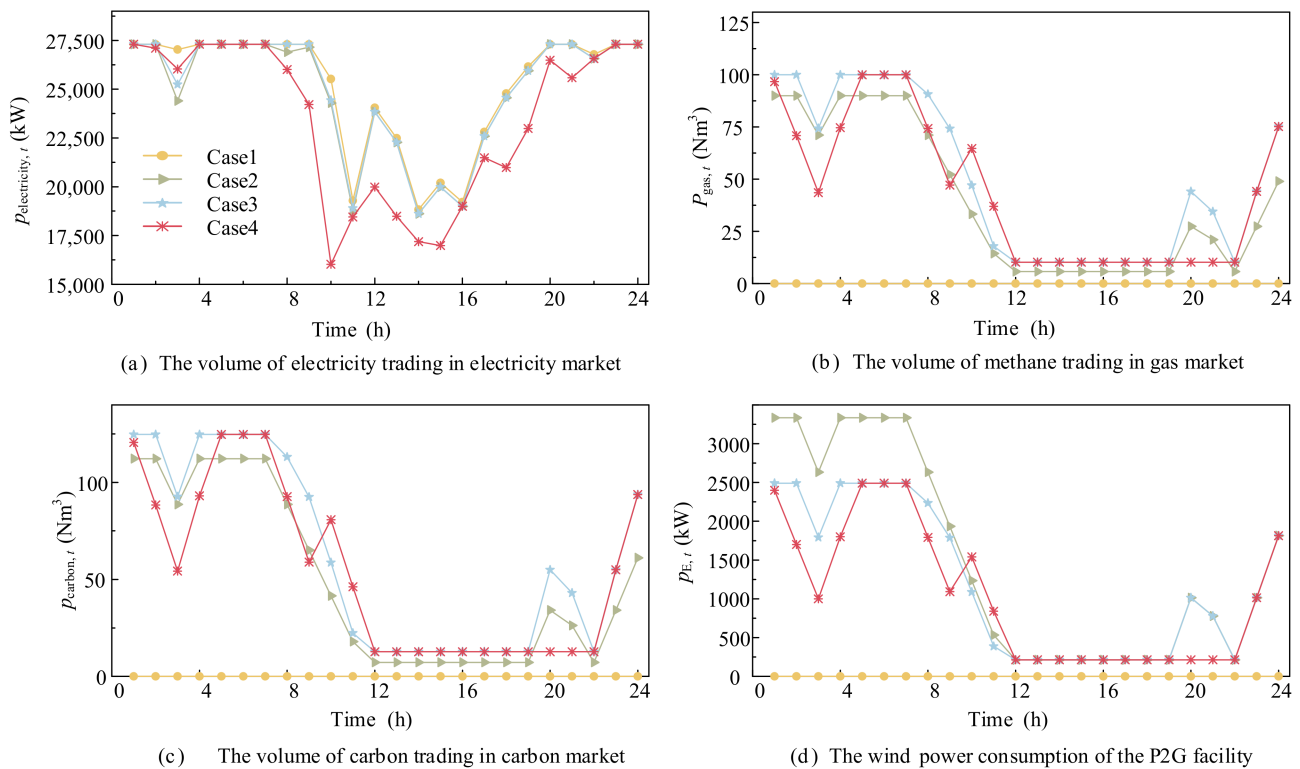 27,500
25,000
22,500
20,000
17,500
15,000
p electricity, t (kW)
Case1
Case2
Case3
Case4
0 4 8 12 16 20 24
Time (h)
(a) The volume of electricity trading in electricity market
125
100
75
50
25
0
P gas, t (Nm³)
0 4 8 12 16 20 24
Time (h)
(b) The volume of methane trading in gas market
100
50
0
p carbon, t (Nm³)
0 4 8 12 16 20 24
Time (h)
(c) The volume of carbon trading in carbon market
3000
2500
2000
1500
1000
500
0
p E, t (kW)
0 4 8 12 16 20 24
Time (h)
(d) The wind power consumption of the P2G facility